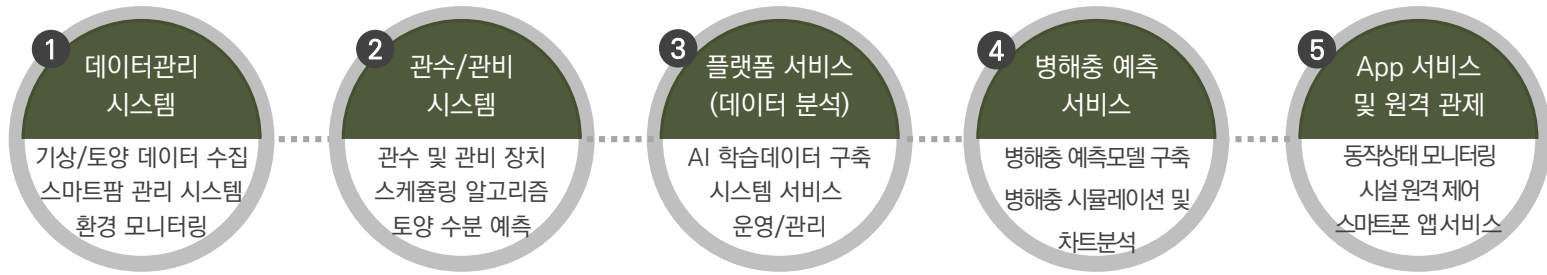 1
데이터관리
시스템
기상/토양 데이터 수집
스마트팜 관리 시스템
환경 모니터링
2
관수/관비
시스템
관수 및 관비 장치
스케쥴링 알고리즘
토양 수분 예측
3
플랫폼 서비스
(데이터 분석)
AI 학습데이터 구축
시스템 서비스
운영/관리
4
병해충 예측
서비스
병해충 예측모델 구축
병해충 시뮬레이션 및
차트분석
5
App 서비스
및 원격 관제
동작상태 모니터링
시설 원격 제어
스마트폰 앱 서비스